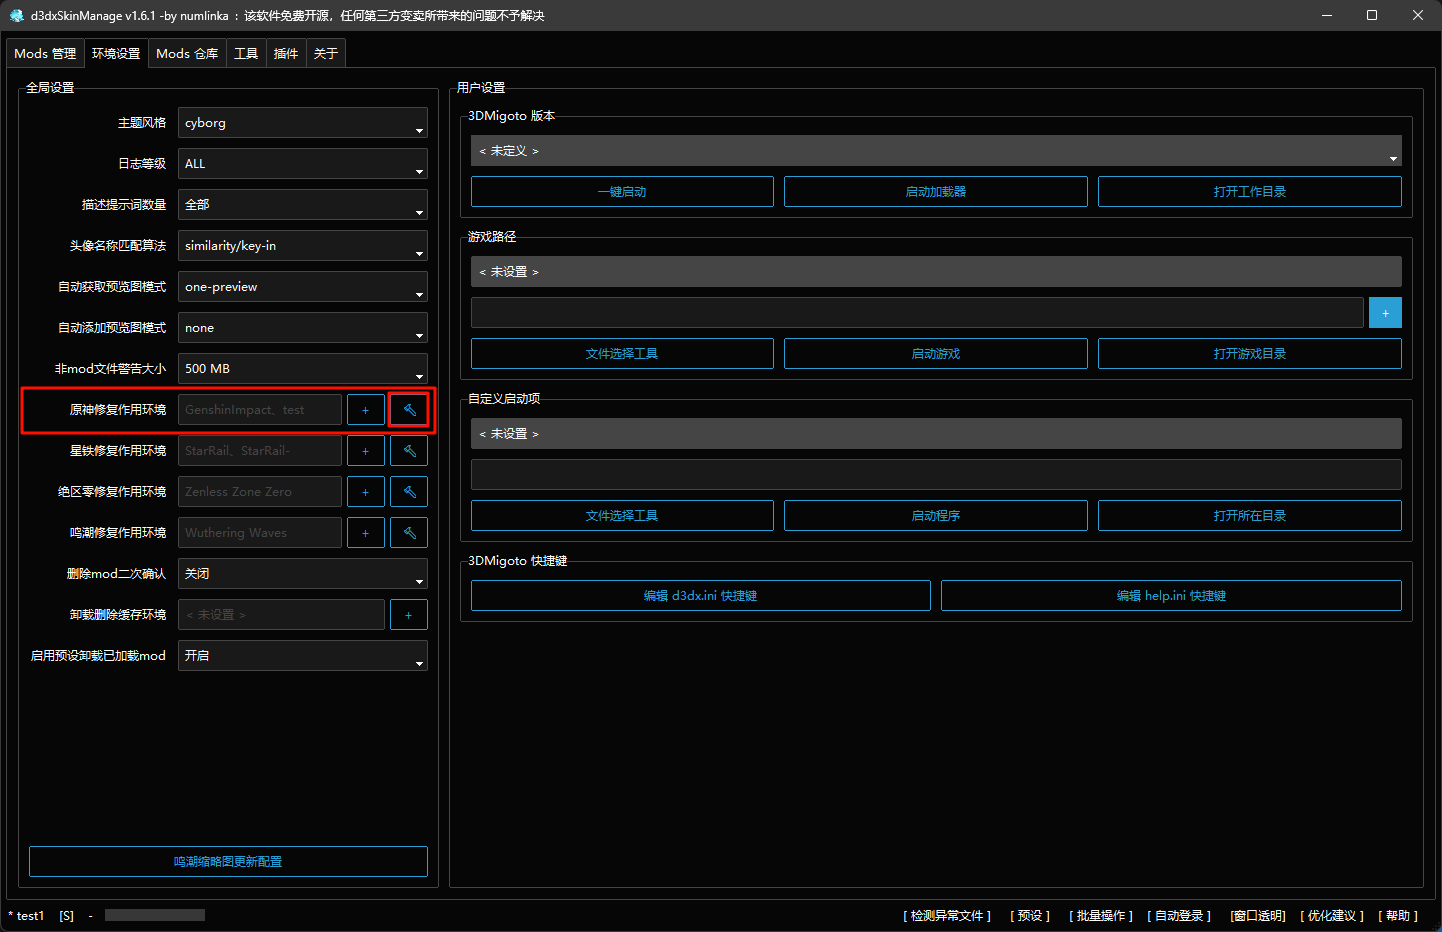 d3dxSkinManage v1.6.1 -by numlinka ：该软件免费开源，任何第三方变卖所带来的问题不予解决
Mods 管理
环境设置
Mods 仓库
工具
插件
关于
全局设置
主题风格
cyborg
日志等级
ALL
描述提示词数量
全部
头像名称匹配算法
similarity/key-in
自动获取预览图模式
one-preview
自动添加预览图模式
none
非mod文件警告大小
500 MB
原神修复作用环境
GenshinImpact、test
+
星铁修复作用环境
StarRail、StarRail-
+
绝区零修复作用环境
Zenless Zone Zero
+
鸣潮修复作用环境
Wuthering Waves
+
删除mod二次确认
关闭
卸载删除缓存环境
< 未设置 >
+
启用预设卸载已加载mod
开启
鸣潮缩略图更新配置
用户设置
3DMigoto 版本
< 未定义 >
一键启动
启动加载器
打开工作目录
游戏路径
< 未设置 >
+
文件选择工具
启动游戏
打开游戏目录
自定义启动项
< 未设置 >
文件选择工具
启动程序
打开所在目录
3DMigoto 快捷键
编辑 d3dx.ini 快捷键
编辑 help.ini 快捷键
* test1 [S] -
[ 检测异常文件 ]
[ 预设 ]
[ 批量操作 ]
[ 自动登录 ]
[窗口透明]
[ 优化建议 ]
[ 帮助 ]